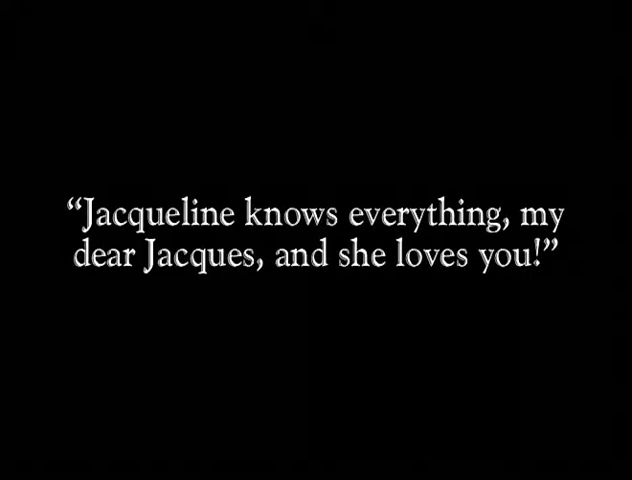 “Jacqueline knows everything, my
dear Jacques, and she loves you!”